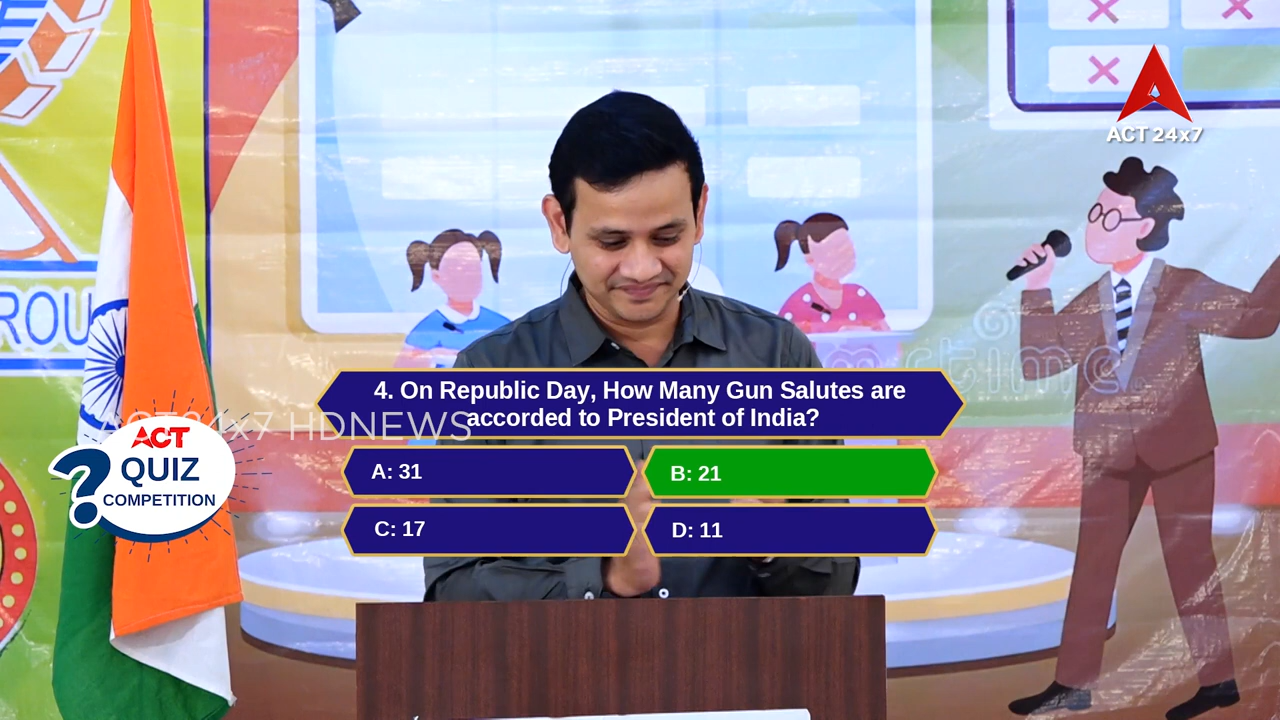 ACT 24x7
ROU
4. On Republic Day, How Many Gun Salutes are
accorded to President of India?
ACT24x7 HDNEWS
ACT
QUIZ
COMPETITION
A: 31
B: 21
C: 17
D: 11